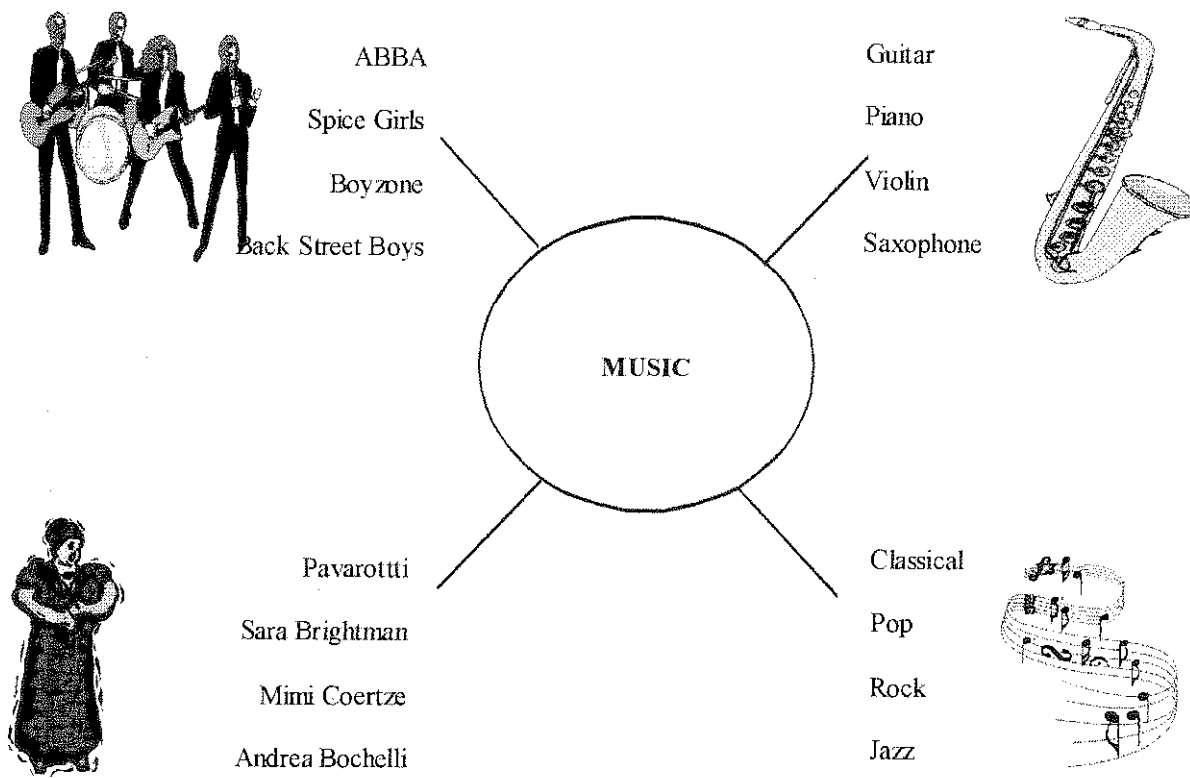 ABBA
Spice Girls
Boyzone
Back Street Boys
Guitar
Piano
Violin
Saxophone
MUSIC
Pavarottti
Sara Brightman
Mimi Coertze
Andrea Bochelli
Classical
Pop
Rock
Jazz